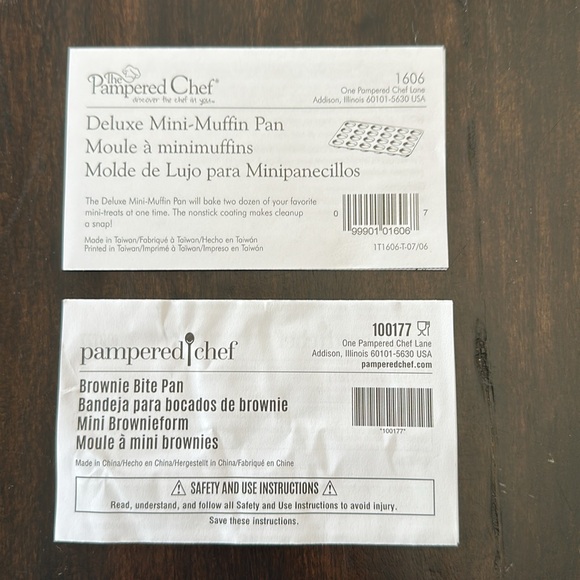 The
Pampered Chef®
discover the chef in you™
1606
One Pampered Chef Lane
Addison, Illinois 60101-5630 USA
Deluxe Mini-Muffin Pan
Moule à minimuffins
Molde de Lujo para Minipanecillos
The Deluxe Mini-Muffin Pan will bake two dozen of your favorite
mini-treats at one time. The nonstick coating makes cleanup
a snap!
Made in Taiwan/Fabriqué à Taïwan/Hecho en Taiwán
Printed in Taiwan/Imprimé à Taïwan/Impreso en Taiwán
0 99901 01606 7
1T1606-T-07/06
pampered chef
100177
One Pampered Chef Lane
Addison, Illinois 60101-5630 USA
pamperedchef.com
Brownie Bite Pan
Bandeja para bocados de brownie
Mini Brownieform
Moule à mini brownies
*100177*
Made in China/Hecho en China/Hergestellt in China/Fabriqué en Chine
SAFETY AND USE INSTRUCTIONS
Read, understand, and follow all Safety and Use Instructions to avoid injury.
Save these instructions.